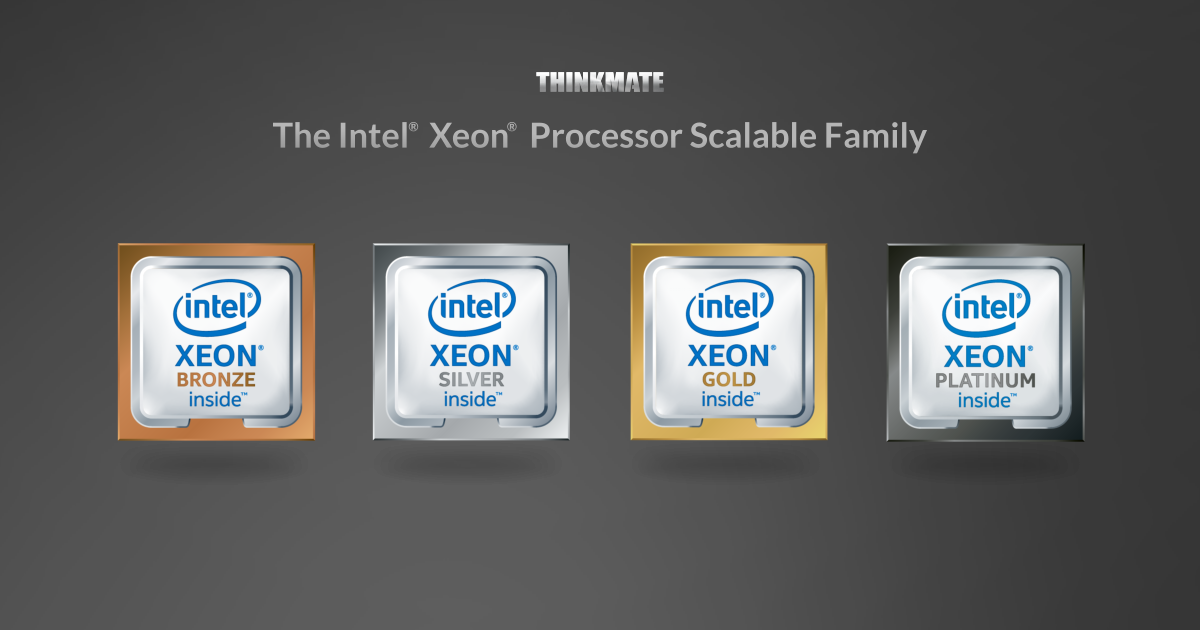 THINKMATE
The Intel® Xeon® Processor Scalable Family
intel®
XEON®
BRONZE
inside™
intel®
XEON®
SILVER
inside™
intel®
XEON®
GOLD
inside™
intel®
XEON®
PLATINUM
inside™